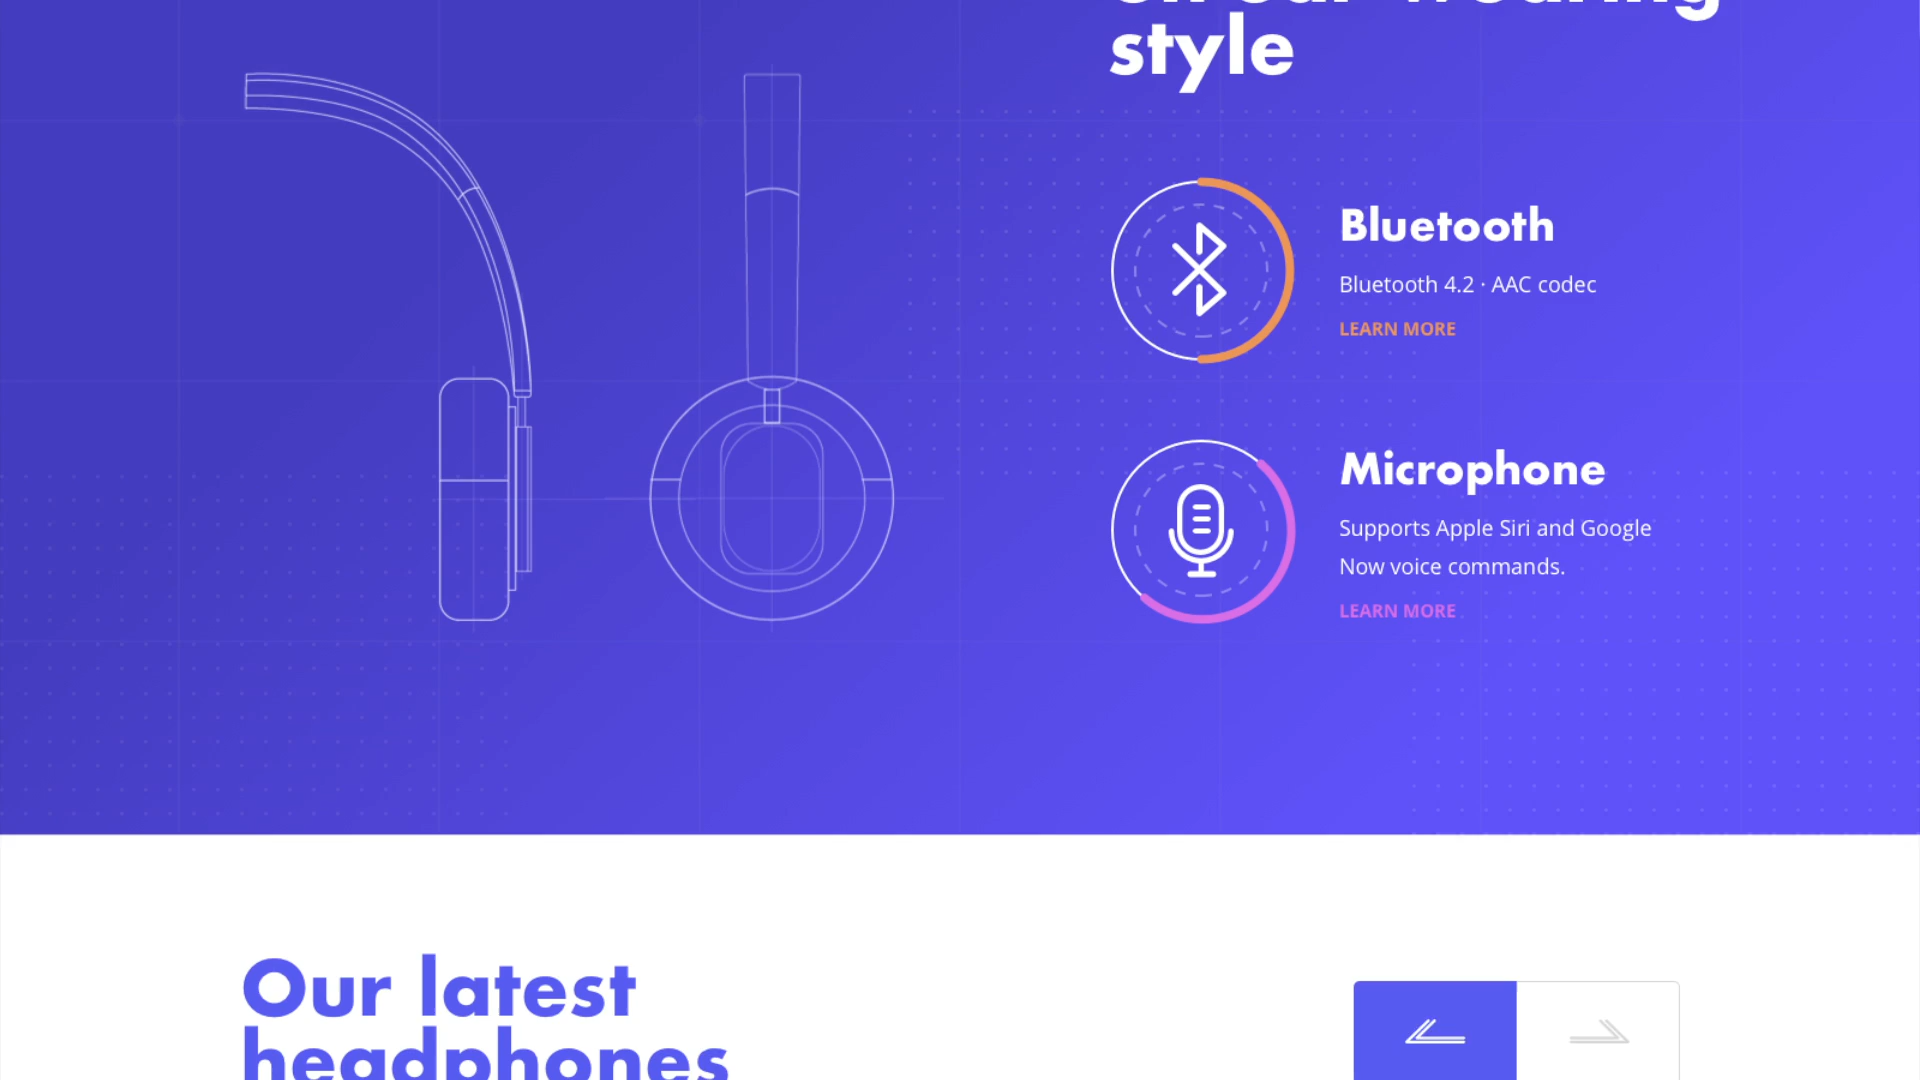 style
Bluetooth
Bluetooth 4.2 · AAC codec
LEARN MORE
Microphone
Supports Apple Siri and Google
Now voice commands.
LEARN MORE
Our latest
headphones